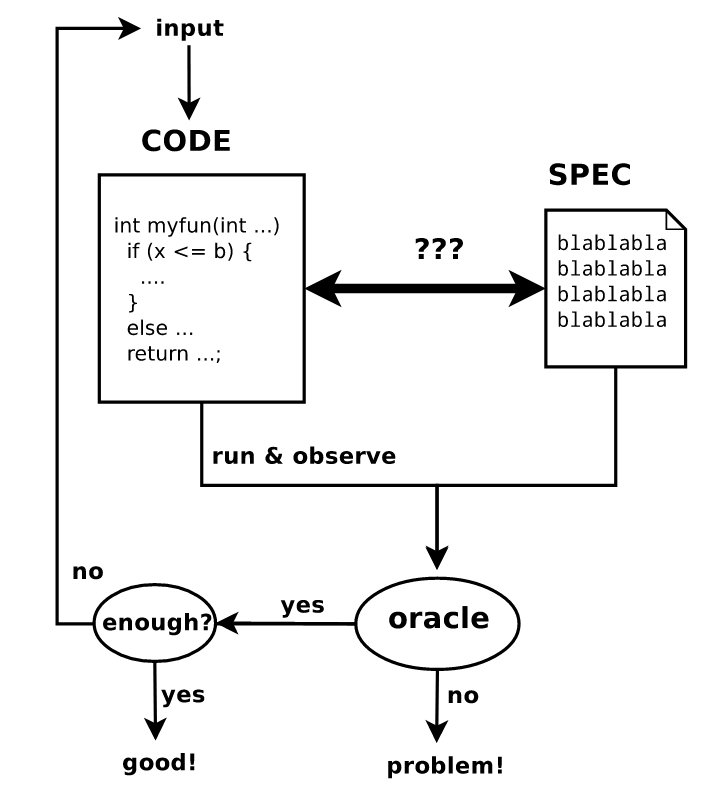 input
CODE
SPEC
int myfun(int ...)
if (x <= b) {
....
}
else ...
return ...;
???
blablabla
blablabla
blablabla
blablabla
run & observe
no
enough?
yes
oracle
yes
no
good!
problem!